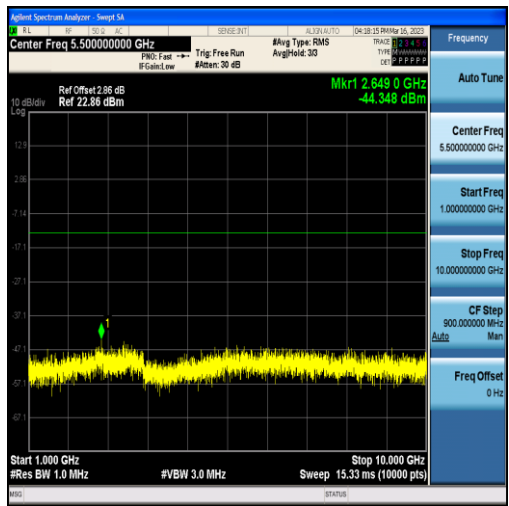 Agilent Spectrum Analyzer - Swept SA
RL RF 50 Ω AC SENSE:INT ALIGN AUTO 04:18:15 PM Mar 16, 2023
Center Freq 5.500000000 GHz
PNO: Fast
IFGain:Low
Trig: Free Run
#Atten: 30 dB
#Avg Type: RMS
Avg|Hold: 3/3
TRACE 1 2 3 4 5 6
TYPE
DET P P P P P P
Mkr1 2.649 0 GHz
-44.348 dBm
Ref Offset 2.86 dB
Ref 22.86 dBm
10 dB/div
Log
12.9
2.86
-7.14
-17.1
-27.1
-37.1
-47.1
-57.1
-67.1
1
Start 1.000 GHz
Stop 10.000 GHz
#Res BW 1.0 MHz
#VBW 3.0 MHz
Sweep 15.33 ms (10000 pts)
MSG
STATUS
Frequency
Auto Tune
Center Freq
5.500000000 GHz
Start Freq
1.000000000 GHz
Stop Freq
10.000000000 GHz
CF Step
900.000000 MHz
Auto Man
Freq Offset
0 Hz